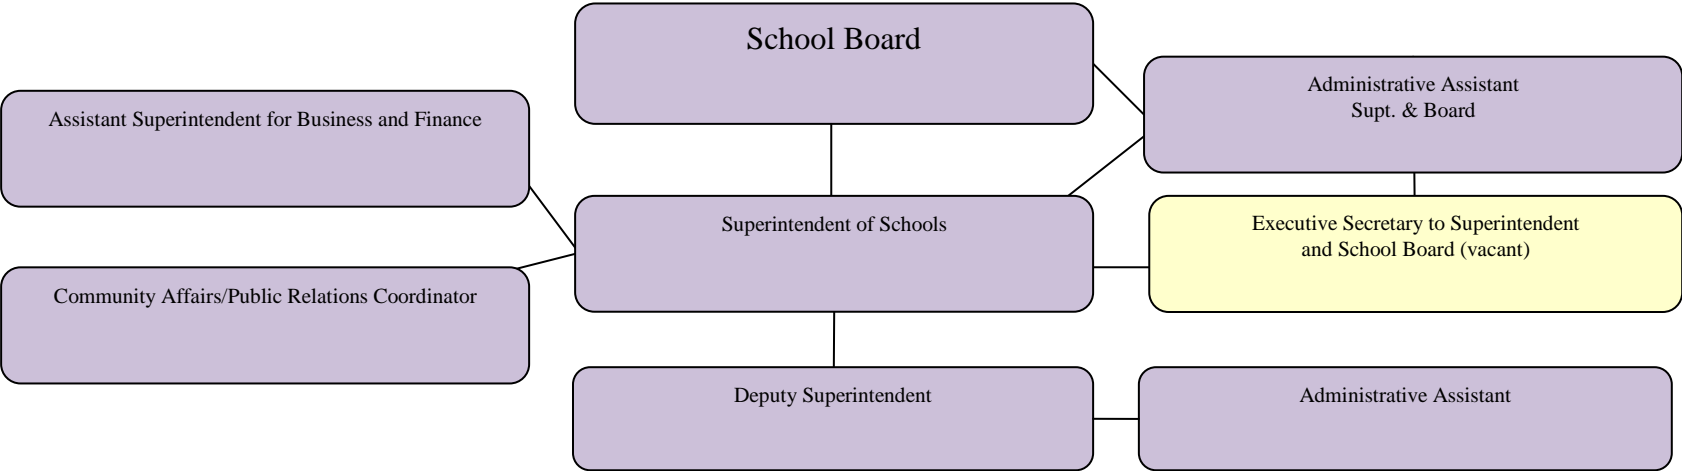 School Board
Administrative Assistant
Supt. & Board
Assistant Superintendent for Business and Finance
Superintendent of Schools
Executive Secretary to Superintendent
and School Board (vacant)
Community Affairs/Public Relations Coordinator
Deputy Superintendent
Administrative Assistant